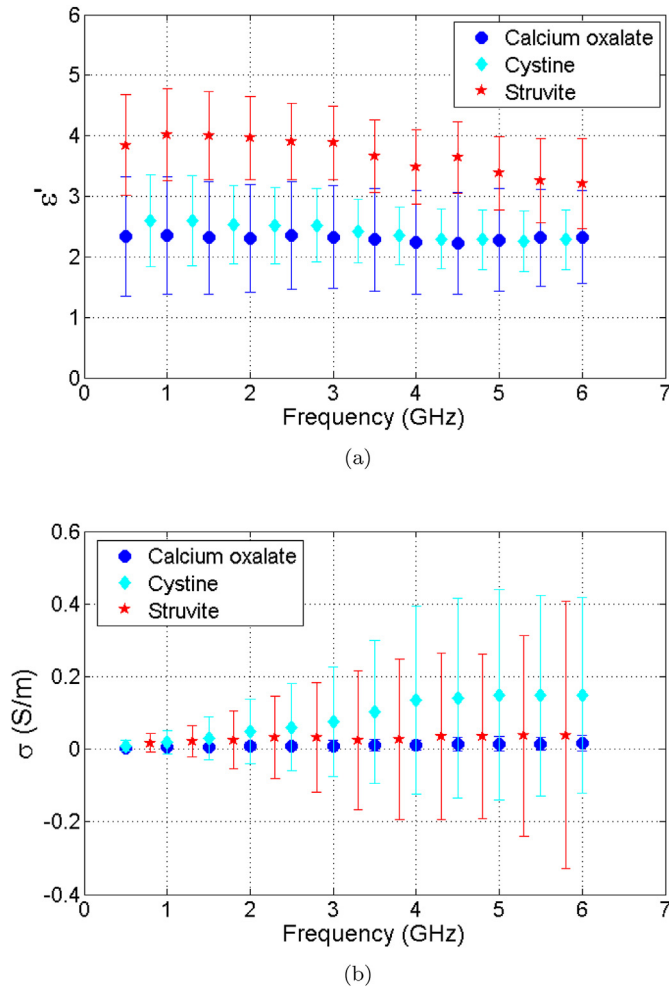 6
5
4
3
2
1
0
ε'
Calcium oxalate
Cystine
Struvite
0 1 2 3 4 5 6 7
Frequency (GHz)
(a)
0.6
0.4
0.2
0
-0.2
-0.4
σ (S/m)
Calcium oxalate
Cystine
Struvite
0 1 2 3 4 5 6 7
Frequency (GHz)
(b)